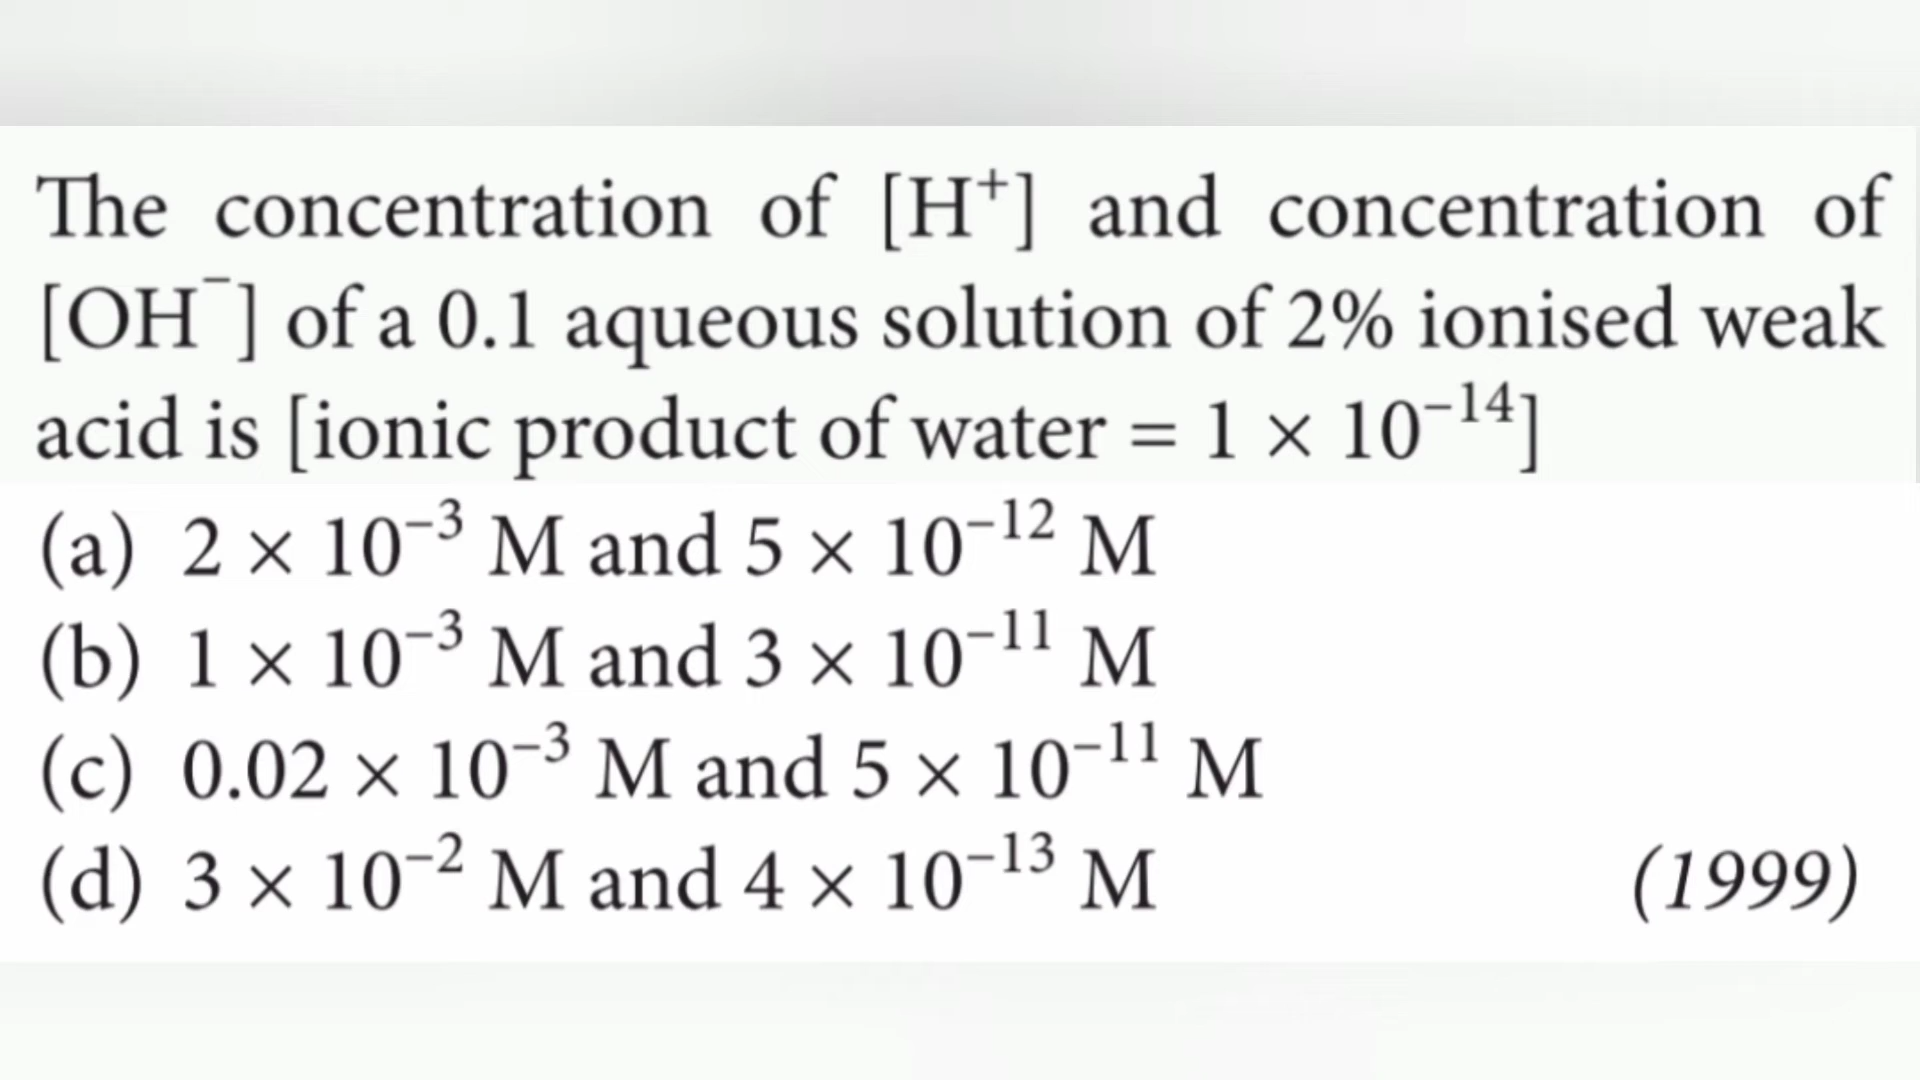 The concentration of [H⁺] and concentration of
[OH⁻] of a 0.1 aqueous solution of 2% ionised weak
acid is [ionic product of water = 1 × 10⁻¹⁴]
(a) 2 × 10⁻³ M and 5 × 10⁻¹² M
(b) 1 × 10⁻³ M and 3 × 10⁻¹¹ M
(c) 0.02 × 10⁻³ M and 5 × 10⁻¹¹ M
(d) 3 × 10⁻² M and 4 × 10⁻¹³ M (1999)